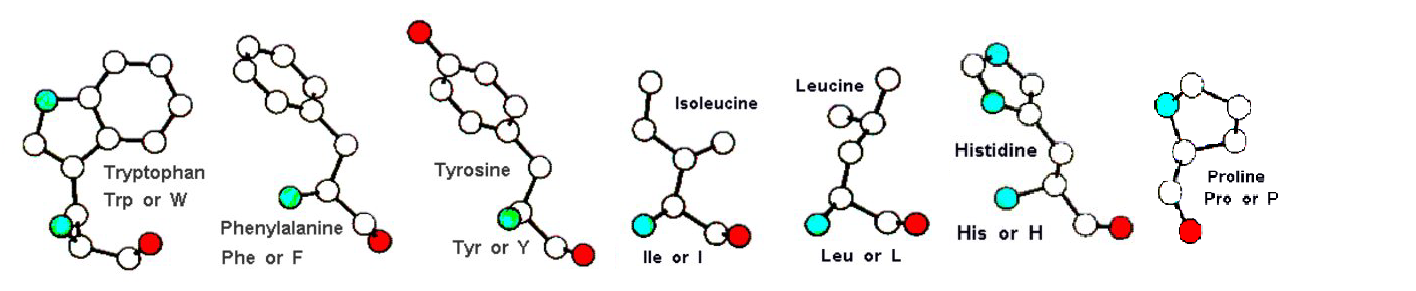 Tryptophan
Trp or W
Phenylalanine
Phe or F
Tyrosine
Tyr or Y
Isoleucine
Ile or I
Leucine
Leu or L
Histidine
His or H
Proline
Pro or P